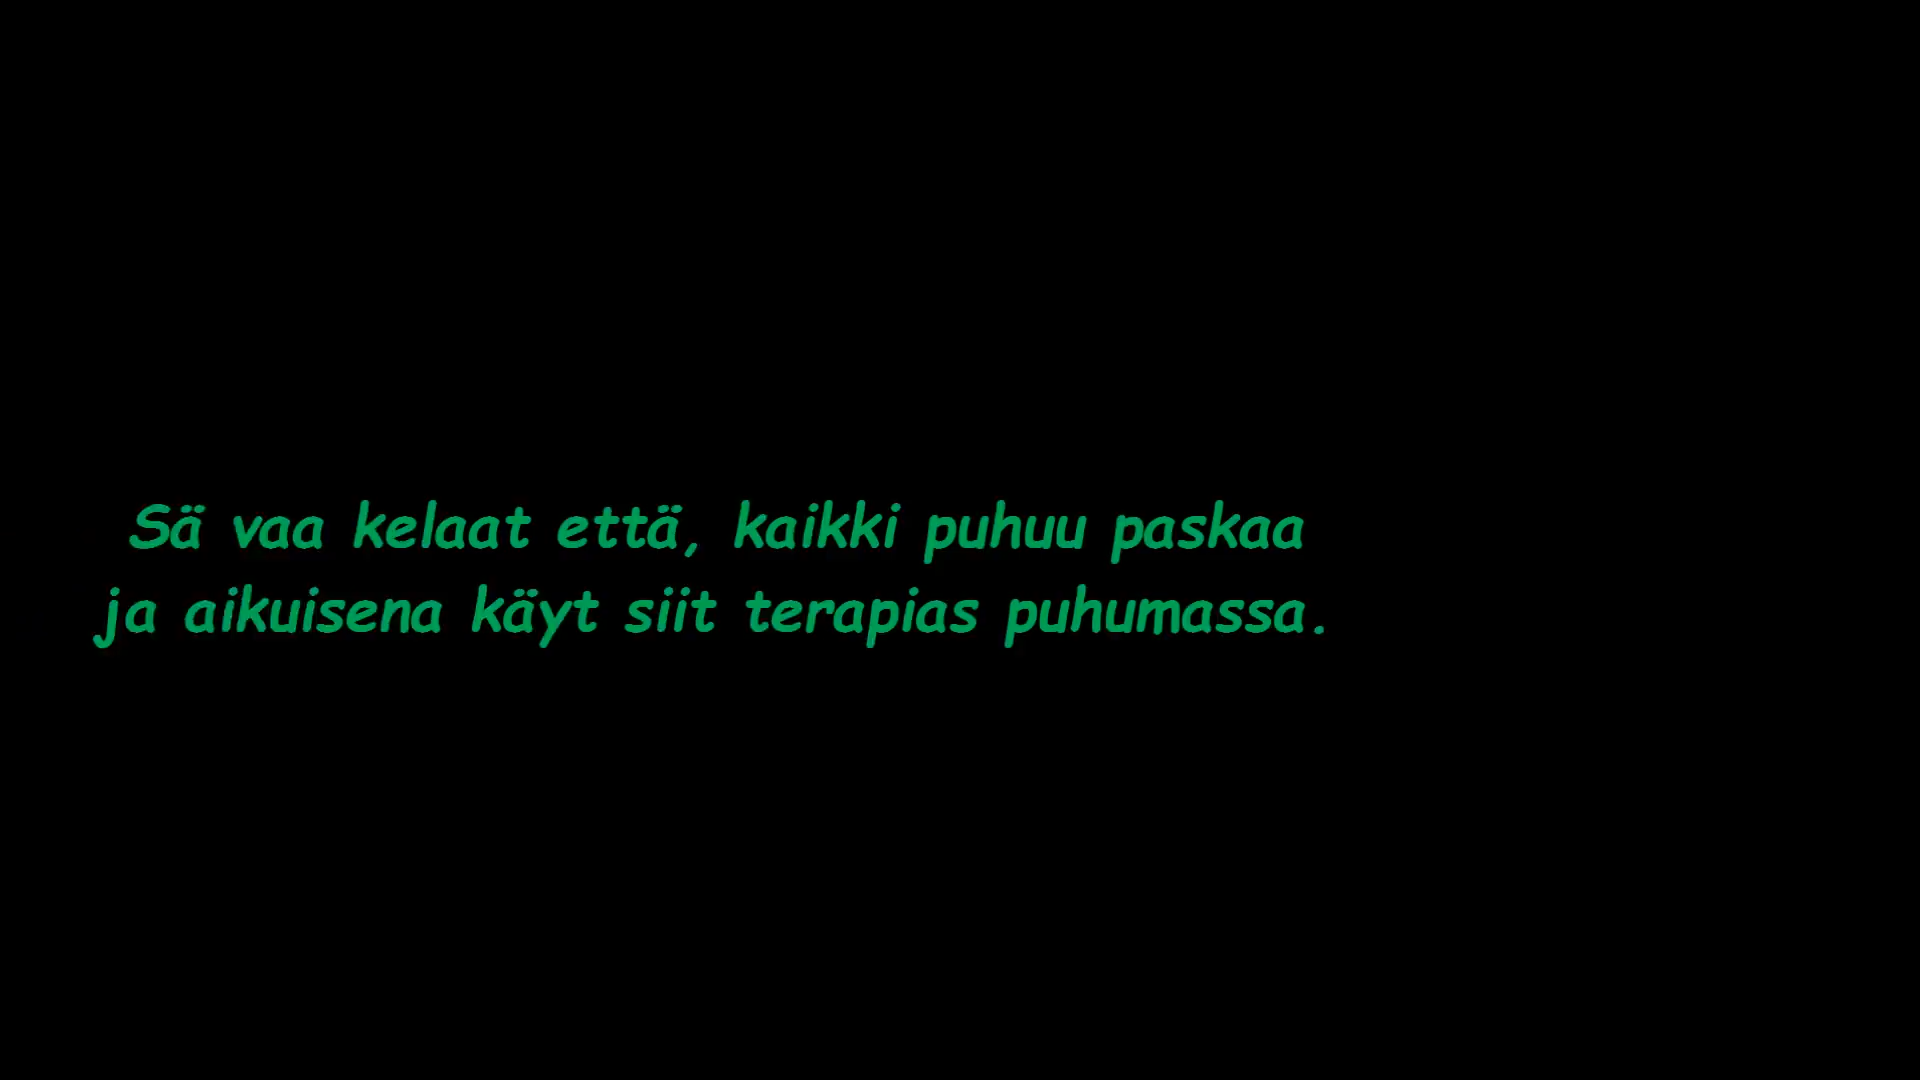 Sä vaa kelaat että, kaikki puhuu paskaa
ja aikuisena käyt siit terapias puhumassa.